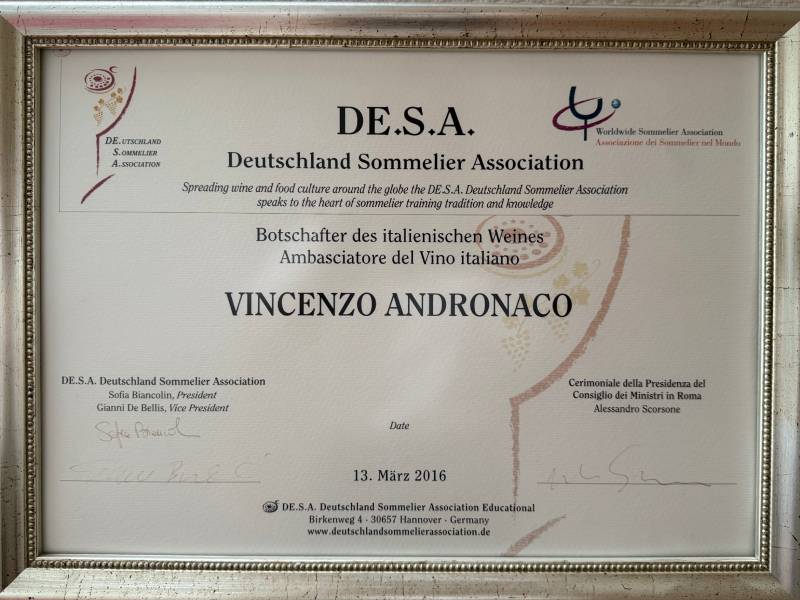 DE.UTSCHLAND
S.OMMELIER
A.SSOCIATION
DE.S.A.
Deutschland Sommelier Association
Worldwide Sommelier Association
Associazione dei Sommelier nel Mondo
Spreading wine and food culture around the globe the DE.S.A. Deutschland Sommelier Association
speaks to the heart of sommelier training tradition and knowledge
Botschafter des italienischen Weines
Ambasciatore del Vino italiano
VINCENZO ANDRONACO
DE.S.A. Deutschland Sommelier Association
Sofia Biancolin, President
Gianni De Bellis, Vice President
Cerimoniale della Presidenza del
Consiglio dei Ministri in Roma
Alessandro Scorsone
Date
13. März 2016
DE.S.A. Deutschland Sommelier Association Educational
Birkenweg 4 · 30657 Hannover · Germany
www.deutschlandsommelierassociation.de